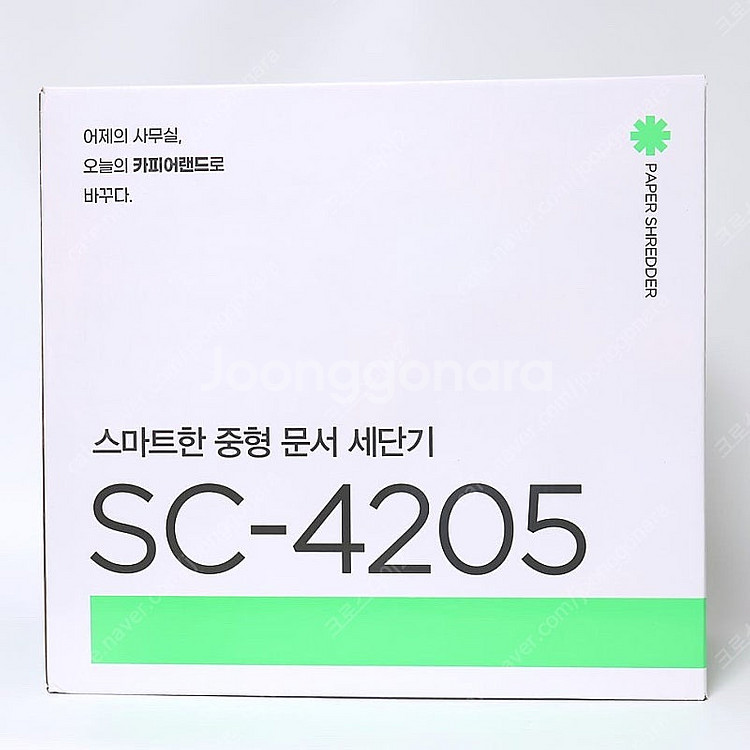 어제의 사무실,
오늘의 카피어랜드로
바꾸다.
PAPER SHREDDER
Joonggonara
스마트한 중형 문서 세단기
SC-4205